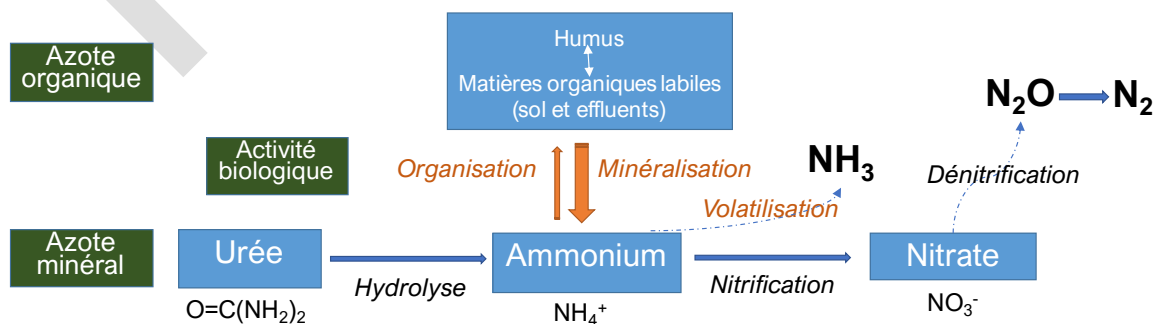 Azote
organique
Humus
Matières organiques labiles
(sol et effluents)
N₂O
N₂
Activité
biologique
Organisation
Minéralisation
NH₃
Dénitrification
Volatilisation
Azote
minéral
Urée
Ammonium
Nitrate
Hydrolyse
Nitrification
O=C(NH₂)₂
NH₄⁺
NO₃⁻